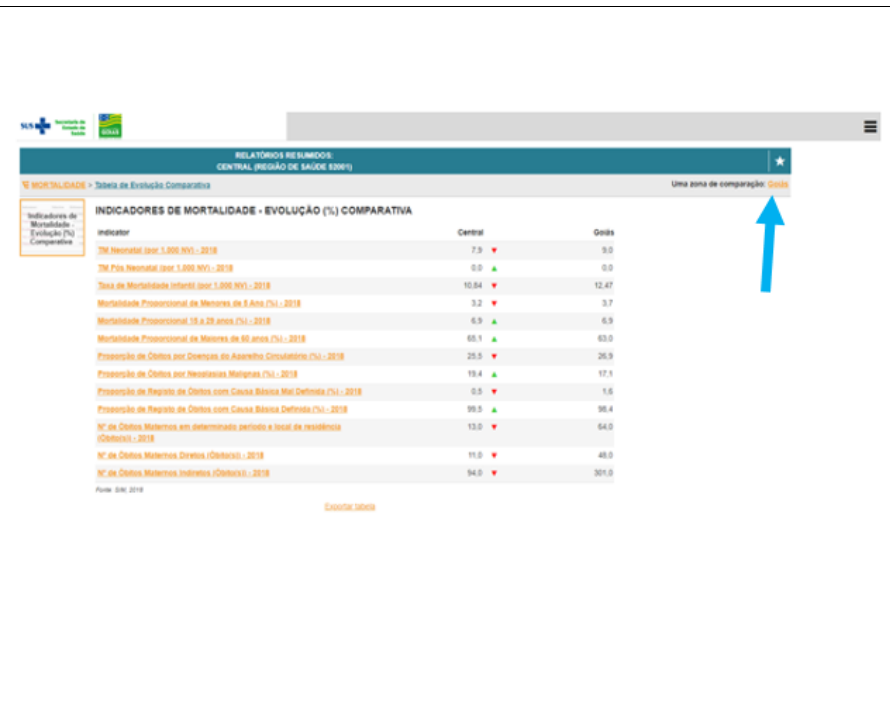 SUS Secretaria de
Estado da
Saúde
GOIÁS
RELATÓRIOS RESUMIDOS:
CENTRAL (REGIÃO DE SAÚDE 52001)
MORTALIDADE > Tabela de Evolução Comparativa
Uma zona de comparação: Goiás
Indicadores de
Mortalidade -
Evolução (%)
Comparativa
INDICADORES DE MORTALIDADE - EVOLUÇÃO (%) COMPARATIVA
Indicator Central Goiás
TM Neonatal (por 1.000 NV) - 2018 7,9 ▼ 9,0
TM Pós Neonatal (por 1.000 NV) - 2018 0,0 ▲ 0,0
Taxa de Mortalidade Infantil (por 1.000 NV) - 2018 10,84 ▼ 12,47
Mortalidade Proporcional de Menores de 5 Ano (%) - 2018 3,2 ▼ 3,7
Mortalidade Proporcional 15 a 29 anos (%) - 2018 6,9 ▲ 6,9
Mortalidade Proporcional de Maiores de 60 anos (%) - 2018 65,1 ▲ 63,0
Proporção de Óbitos por Doenças do Aparelho Circulatório (%) - 2018 25,5 ▼ 26,9
Proporção de Óbitos por Neoplasias Malignas (%) - 2018 19,4 ▲ 17,1
Proporção de Registo de Óbitos com Causa Básica Mal Definida (%) - 2018 0,5 ▼ 1,6
Proporção de Registo de Óbitos com Causa Básica Definida (%) - 2018 99,5 ▲ 98,4
Nº de Óbitos Maternos em determinado período e local de residência
(Óbito(s)) - 2018 13,0 ▼ 64,0
Nº de Óbitos Maternos Diretos (Óbito(s)) - 2018 11,0 ▼ 48,0
Nº de Óbitos Maternos Indiretos (Óbito(s)) - 2018 94,0 ▼ 301,0
Fonte: SIM, 2018
Exportar tabela